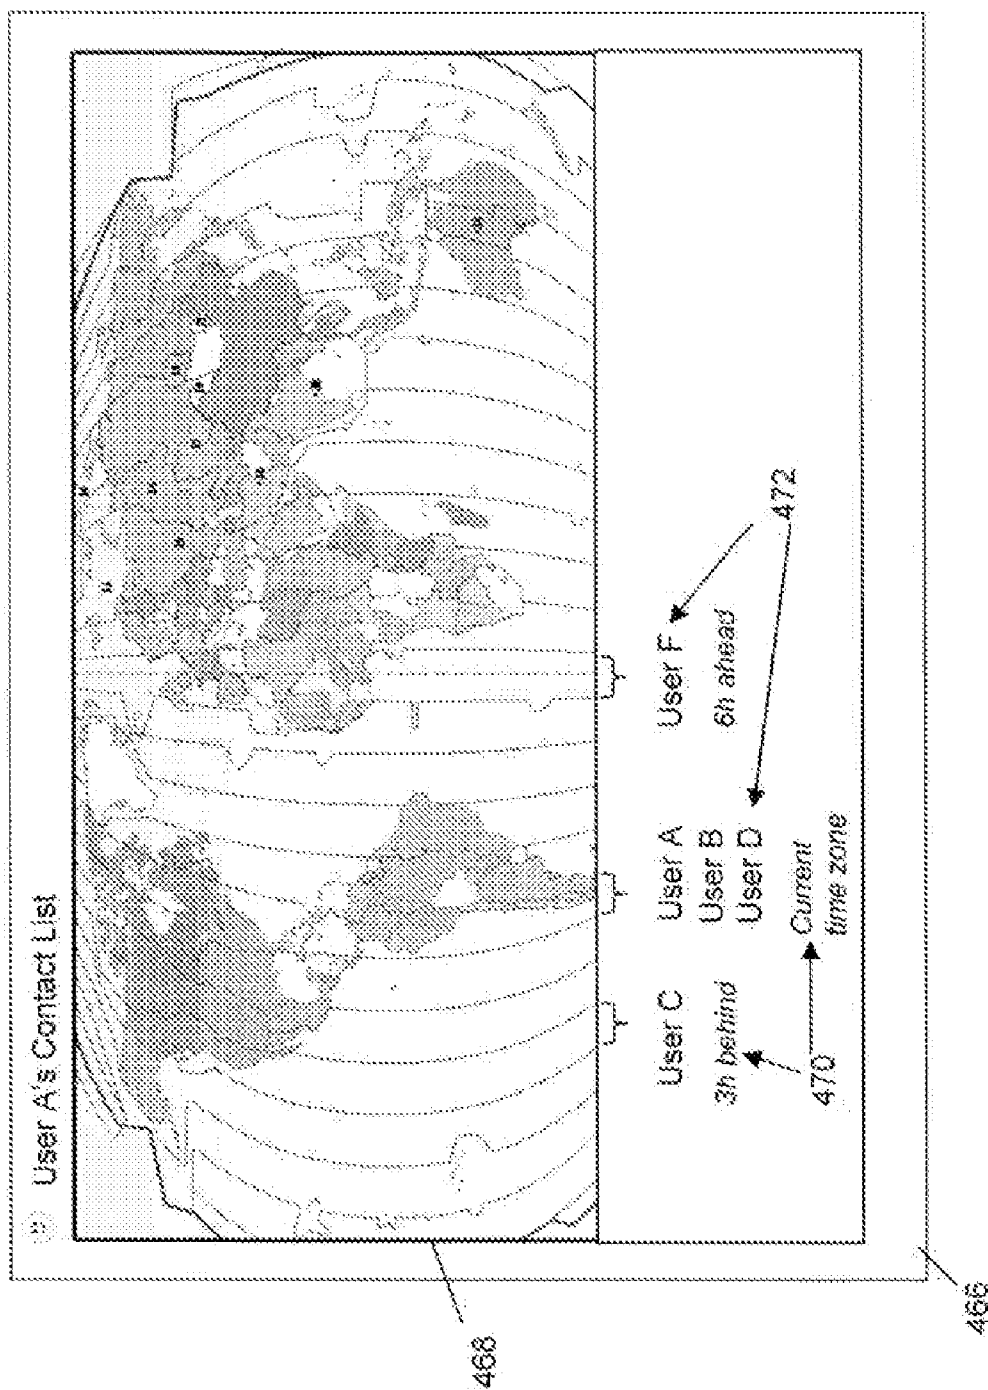 User A's Contact List
User C
User A
User F
User B
User D
3h behind
Current
time zone
6h ahead
470
472
468
466